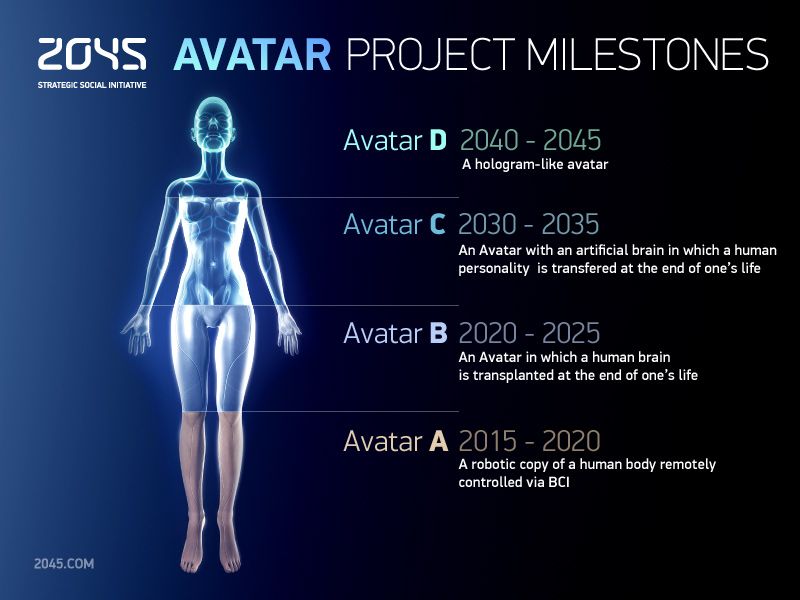 2045
STRATEGIC SOCIAL INITIATIVE
AVATAR PROJECT MILESTONES
Avatar D 2040 - 2045
A hologram-like avatar
Avatar C 2030 - 2035
An Avatar with an artificial brain in which a human
personality is transfered at the end of one's life
Avatar B 2020 - 2025
An Avatar in which a human brain
is transplanted at the end of one's life
Avatar A 2015 - 2020
A robotic copy of a human body remotely
controlled via BCI
2045.COM